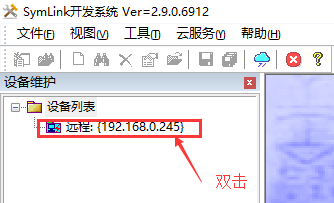 SymLink开发系统 Ver=2.9.0.6912
文件(F) 视图(V) 工具(T) 云服务(Y) 帮助(H)
设备维护
设备列表
远程: {192.168.0.245}
双击